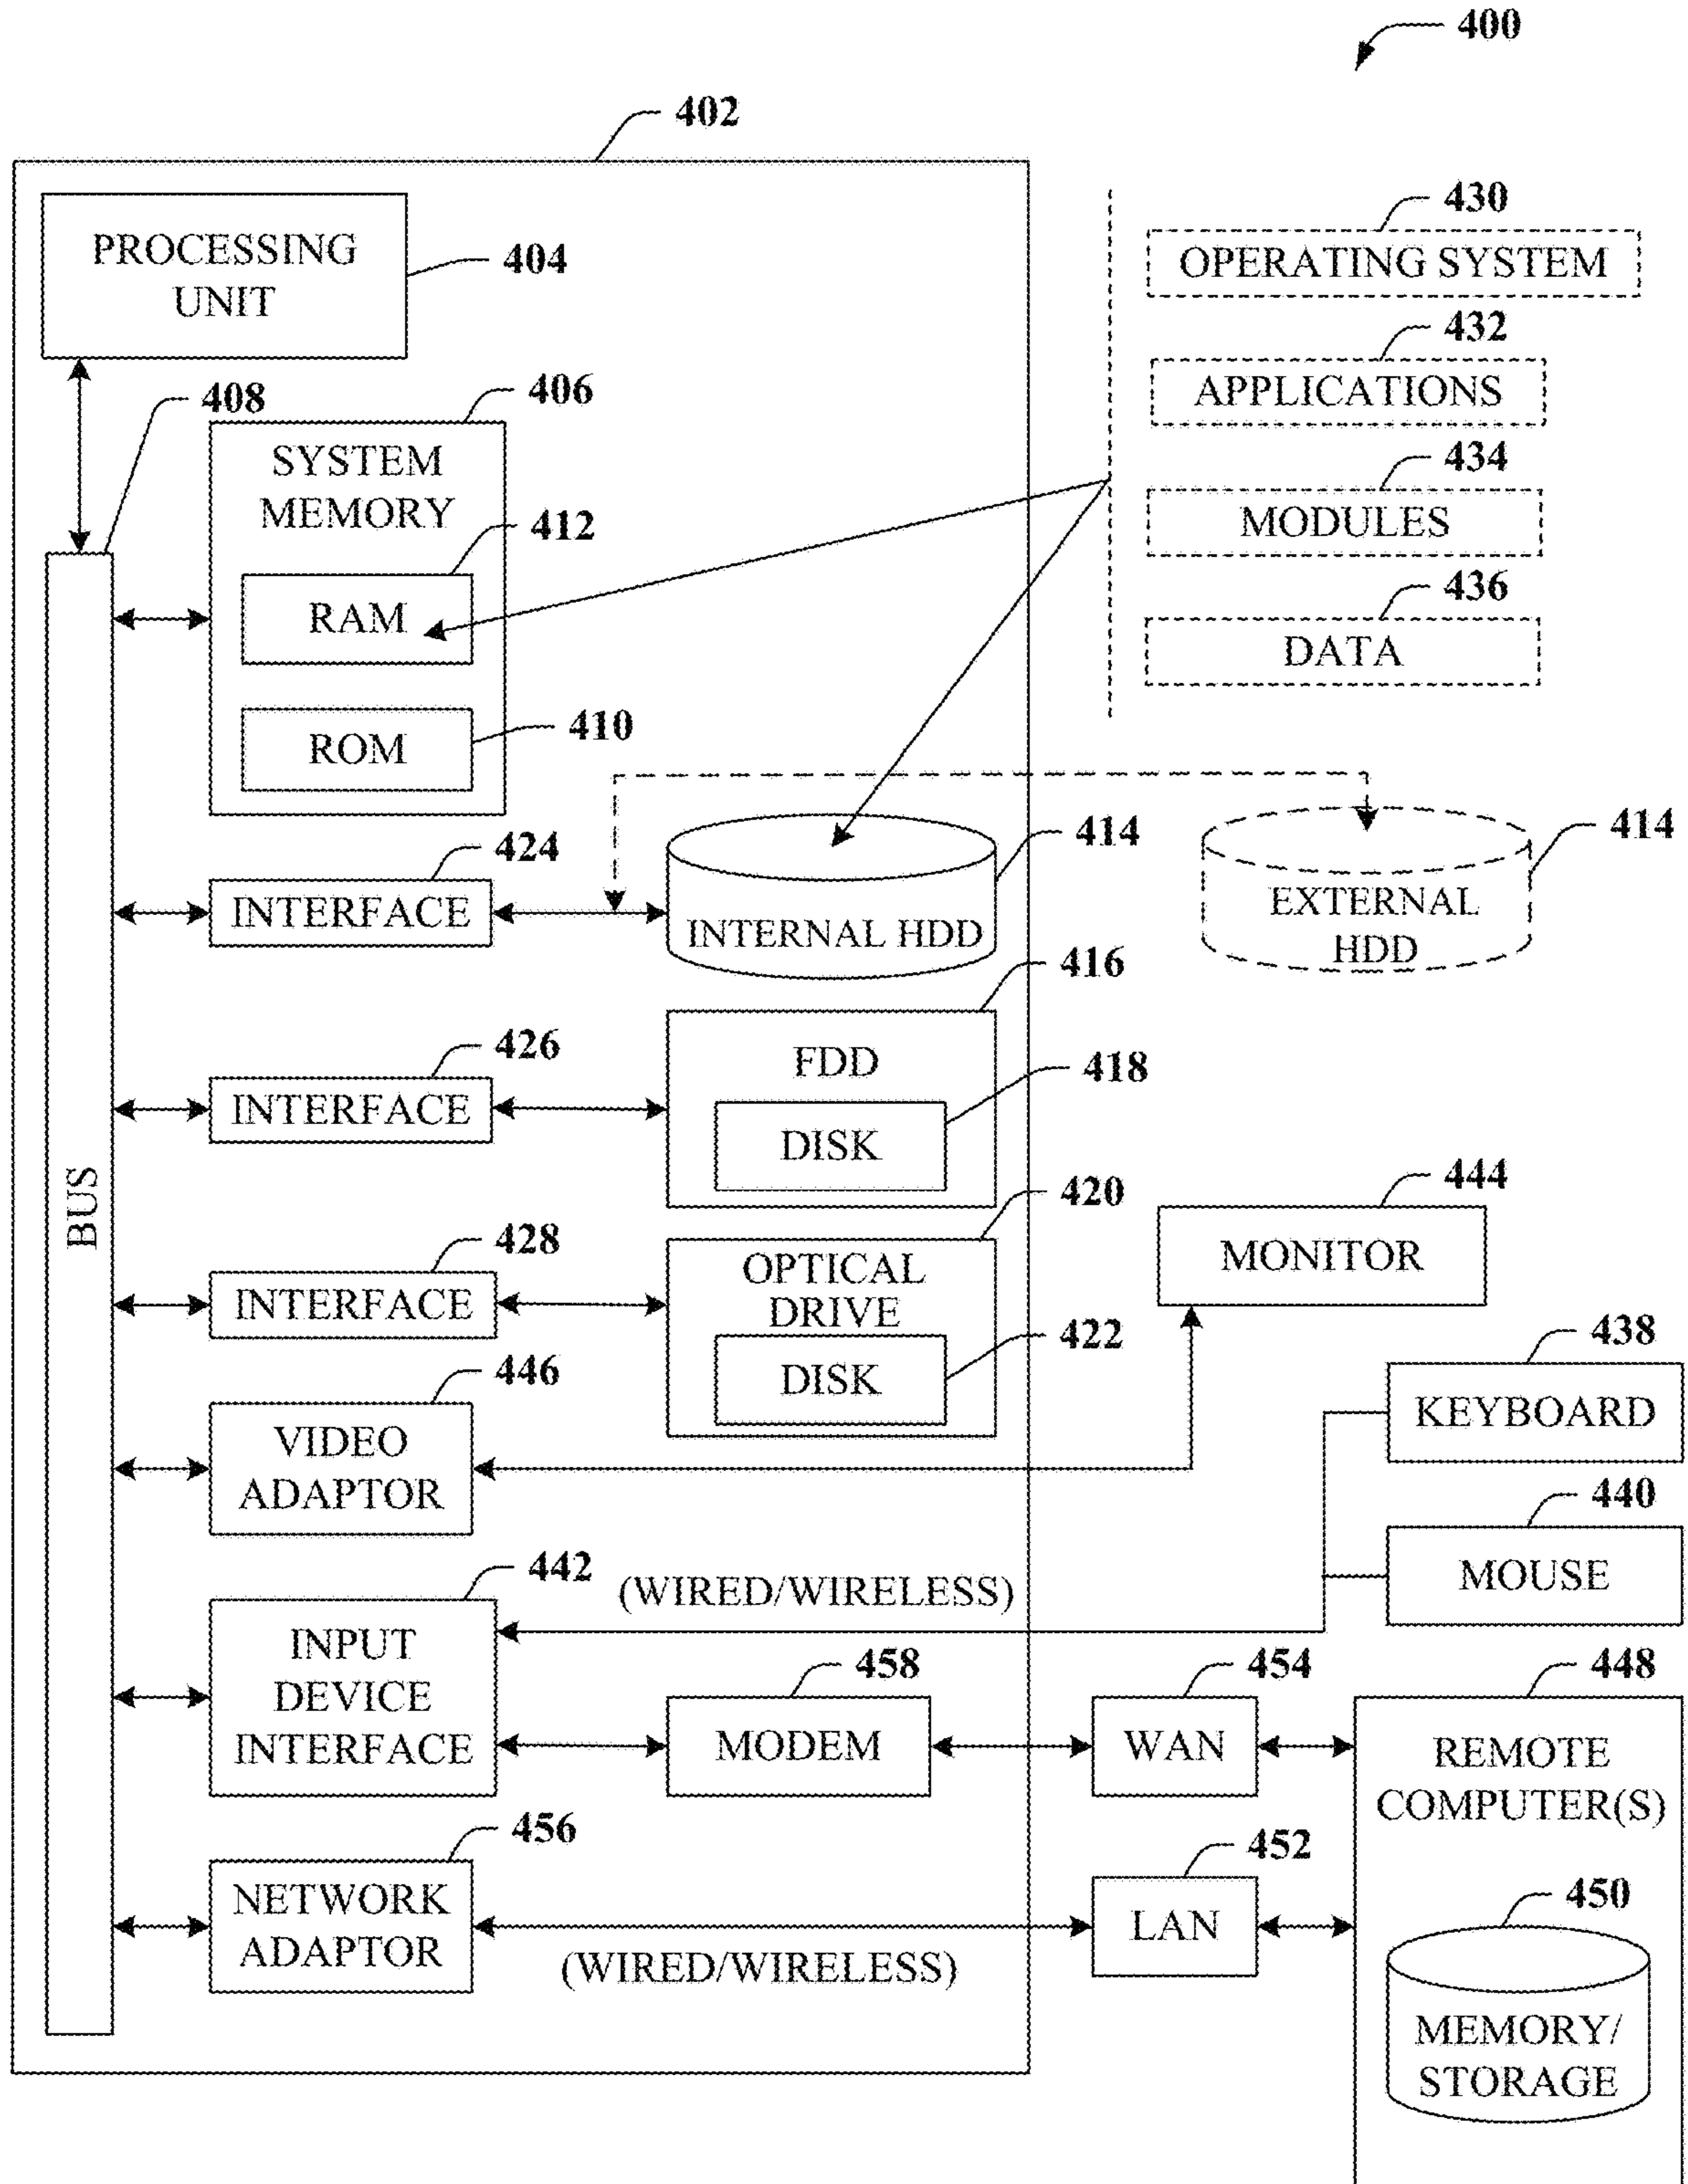 400
402
PROCESSING
UNIT
404
430
OPERATING SYSTEM
432
APPLICATIONS
434
MODULES
436
DATA
408
406
SYSTEM
MEMORY
412
RAM
410
ROM
BUS
424
INTERFACE
414
INTERNAL HDD
414
EXTERNAL
HDD
426
INTERFACE
416
FDD
418
DISK
428
INTERFACE
420
OPTICAL
DRIVE
422
DISK
444
MONITOR
446
VIDEO
ADAPTOR
438
KEYBOARD
440
MOUSE
442
INPUT
DEVICE
INTERFACE
(WIRED/WIRELESS)
458
MODEM
454
WAN
448
REMOTE
COMPUTER(S)
456
NETWORK
ADAPTOR
(WIRED/WIRELESS)
452
LAN
450
MEMORY/
STORAGE